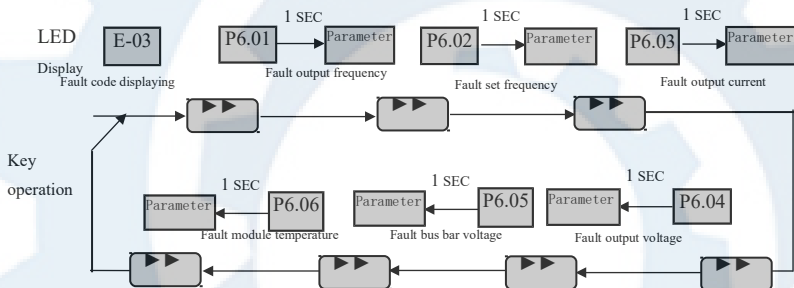 LED
Display
E-03
Fault code displaying
P6.01
1 SEC
Parameter
Fault output frequency
P6.02
1 SEC
Parameter
Fault set frequency
P6.03
1 SEC
Parameter
Fault output current
Key
operation
Parameter
1 SEC
P6.06
Fault module temperature
Parameter
1 SEC
P6.05
Fault bus bar voltage
Parameter
1 SEC
P6.04
Fault output voltage